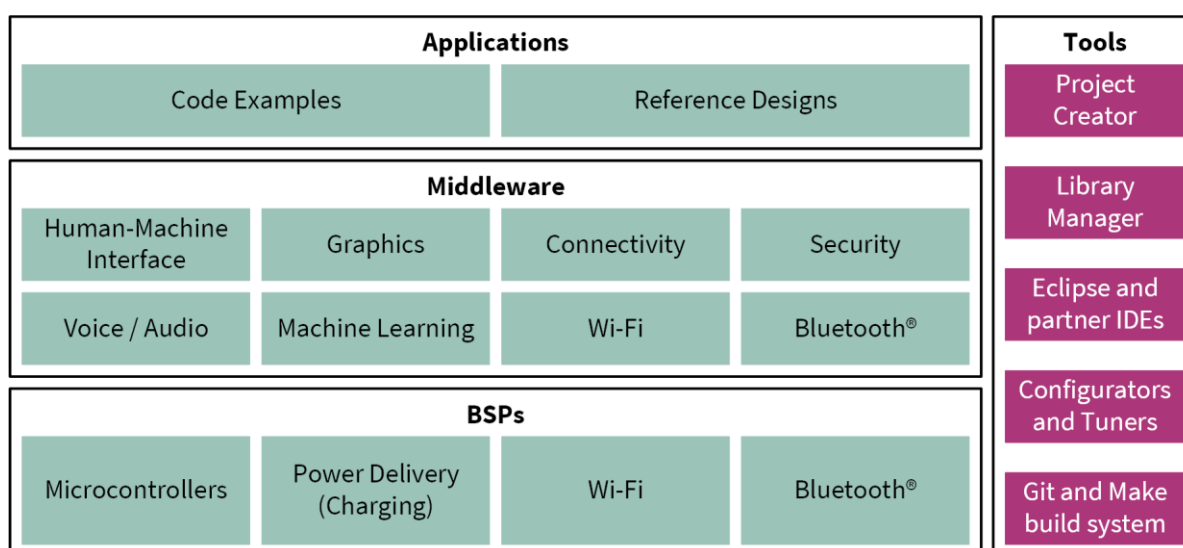 Applications
Code Examples
Reference Designs
Middleware
Human-Machine
Interface
Graphics
Connectivity
Security
Voice / Audio
Machine Learning
Wi-Fi
Bluetooth®
BSPs
Microcontrollers
Power Delivery
(Charging)
Wi-Fi
Bluetooth®
Tools
Project
Creator
Library
Manager
Eclipse and
partner IDEs
Configurators
and Tuners
Git and Make
build system